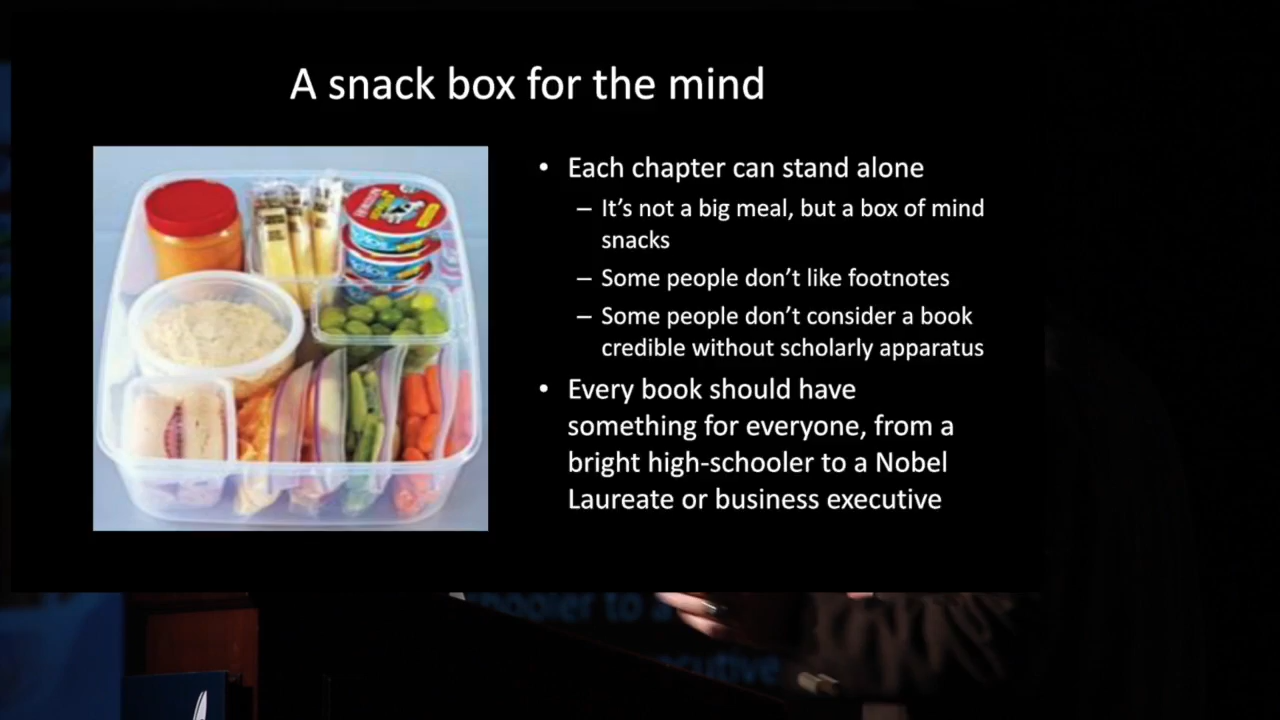 A snack box for the mind
• Each chapter can stand alone
– It’s not a big meal, but a box of mind
snacks
– Some people don’t like footnotes
– Some people don’t consider a book
credible without scholarly apparatus
• Every book should have
something for everyone, from a
bright high-schooler to a Nobel
Laureate or business executive